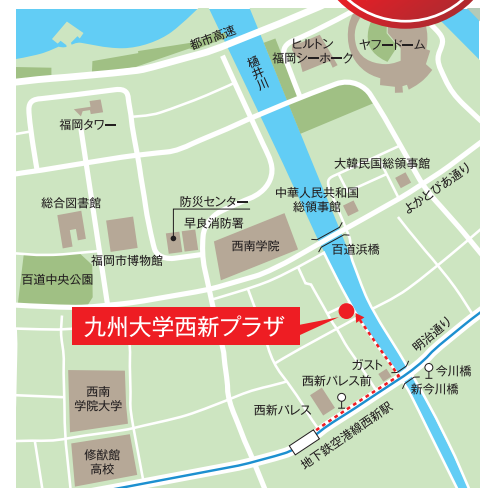 都市高速
ヒルトン
福岡シーホーク
ヤフードーム
樋井川
福岡タワー
大韓民国総領事館
中華人民共和国
総領事館
よかとぴあ通り
総合図書館
防災センター
早良消防署
西南学院
福岡市博物館
百道浜橋
百道中央公園
九州大学西新プラザ
明治通り
ガスト
今川橋
西新パレス前
新今川橋
西南
学院大学
西新パレス
地下鉄空港線西新駅
修猷館
高校